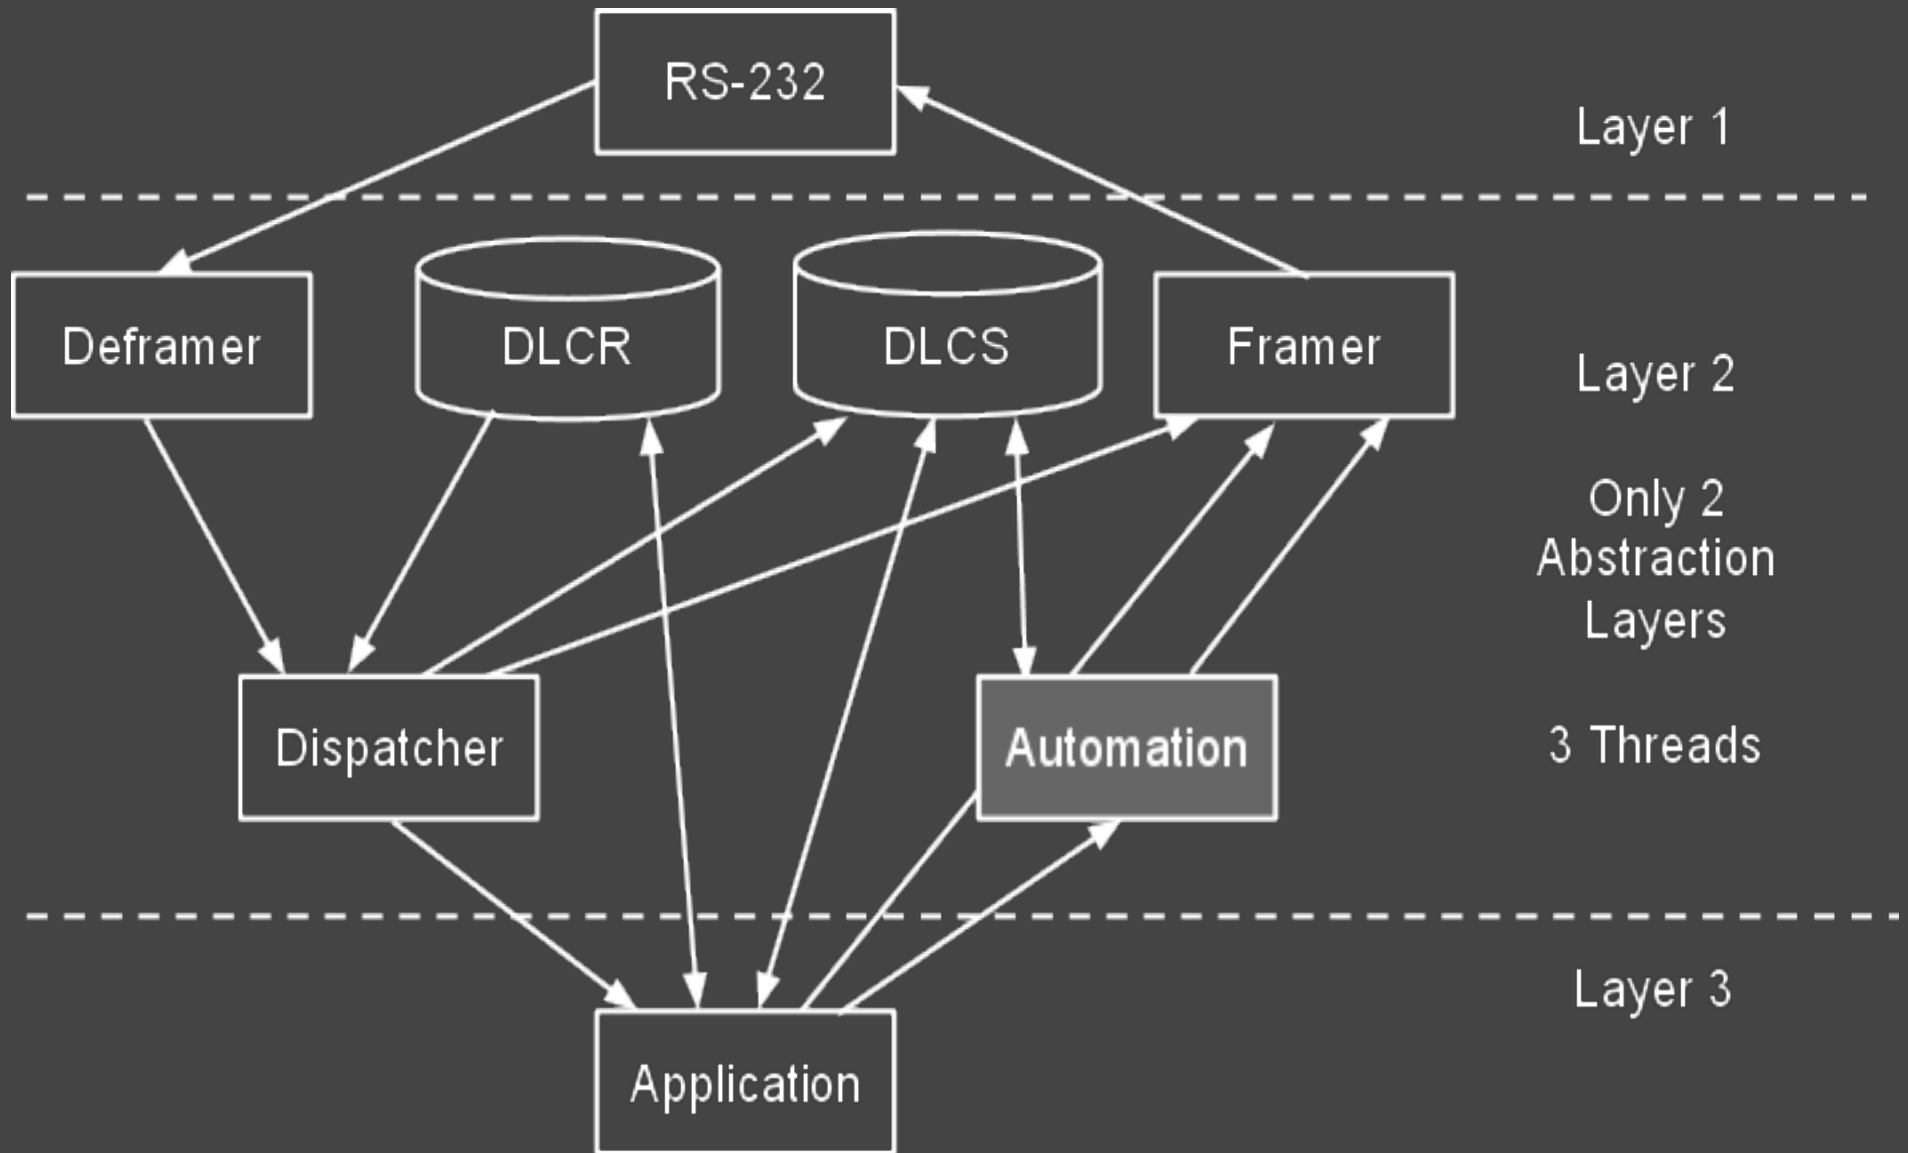 RS-232
Layer 1
Deframer
DLCR
DLCS
Framer
Layer 2
Only 2
Abstraction
Layers
Dispatcher
Automation
3 Threads
Layer 3
Application